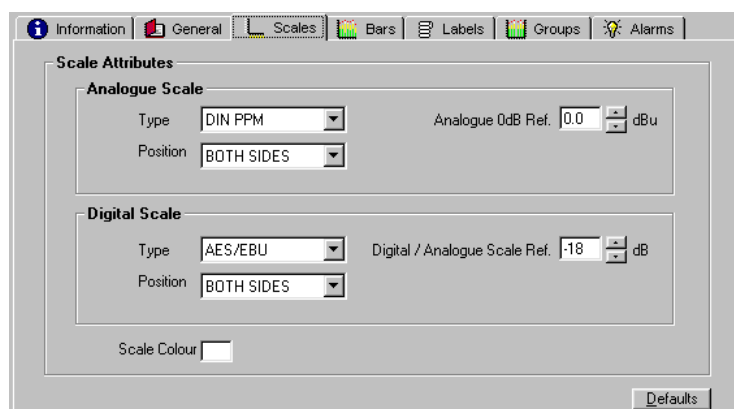 Information General Scales Bars Labels Groups Alarms
Scale Attributes
Analogue Scale
Type DIN PPM Analogue 0dB Ref. 0.0 dBu
Position BOTH SIDES
Digital Scale
Type AES/EBU Digital / Analogue Scale Ref. -18 dB
Position BOTH SIDES
Scale Colour
Defaults